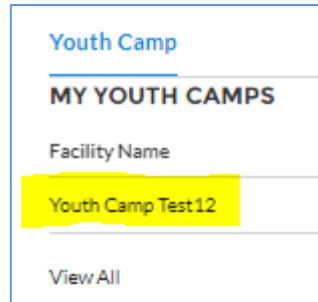 Youth Camp
MY YOUTH CAMPS
Facility Name
Youth Camp Test12
View All